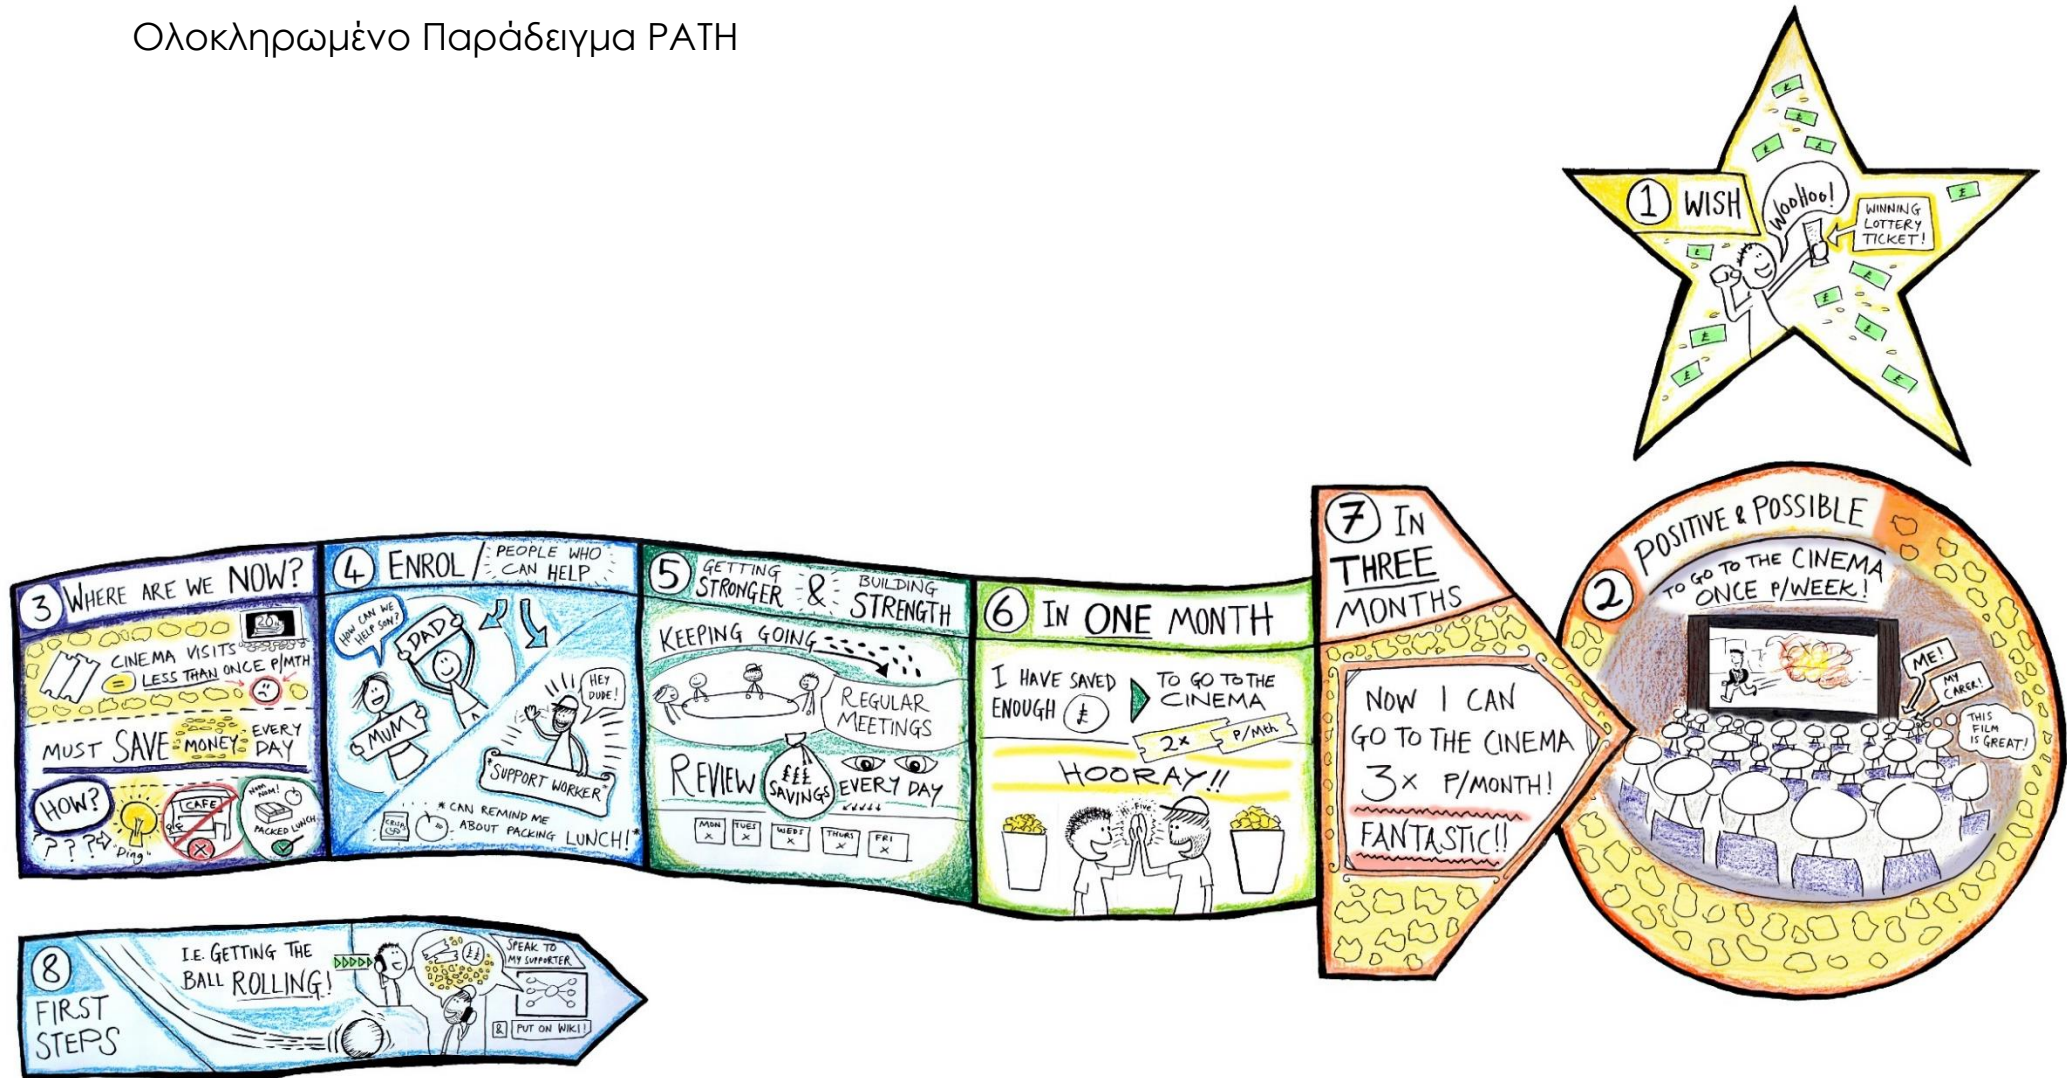 Ολοκληρωμένο Παράδειγμα PATH
1 WISH
WOOHOO!
WINNING
LOTTERY
TICKET!
2 POSITIVE & POSSIBLE
TO GO TO THE CINEMA
ONCE P/WEEK!
ME!
MY
CARER!
THIS
FILM
IS GREAT!
3 WHERE ARE WE NOW?
20
CINEMA VISITS
= LESS THAN ONCE P/MTH
MUST SAVE MONEY EVERY
DAY
HOW?
? ? ?
"Ding"
CAFE
NOM
NOM!
PACKED LUNCH
4 ENROL / PEOPLE WHO
CAN HELP
HOW CAN WE
HELP SON?
DAD
MUM
HEY
DUDE!
*SUPPORT WORKER*
* CAN REMIND ME
ABOUT PACKING LUNCH! *
5 GETTING
STRONGER & BUILDING
STRENGTH
KEEPING GOING
REGULAR
MEETINGS
REVIEW £££
SAVINGS EVERY DAY
MON
X
TUES
X
WEDS
X
THURS
X
FRI
X
6 IN ONE MONTH
I HAVE SAVED
ENOUGH £
TO GO TO THE
CINEMA
2x P/Mth
HOORAY!!
Hi Five
7 IN
THREE
MONTHS
NOW I CAN
GO TO THE CINEMA
3x P/MONTH!
FANTASTIC!!
8
FIRST
STEPS
I.E. GETTING THE
BALL ROLLING!
££
SPEAK TO
MY SUPPORTER
& PUT ON WIKI!